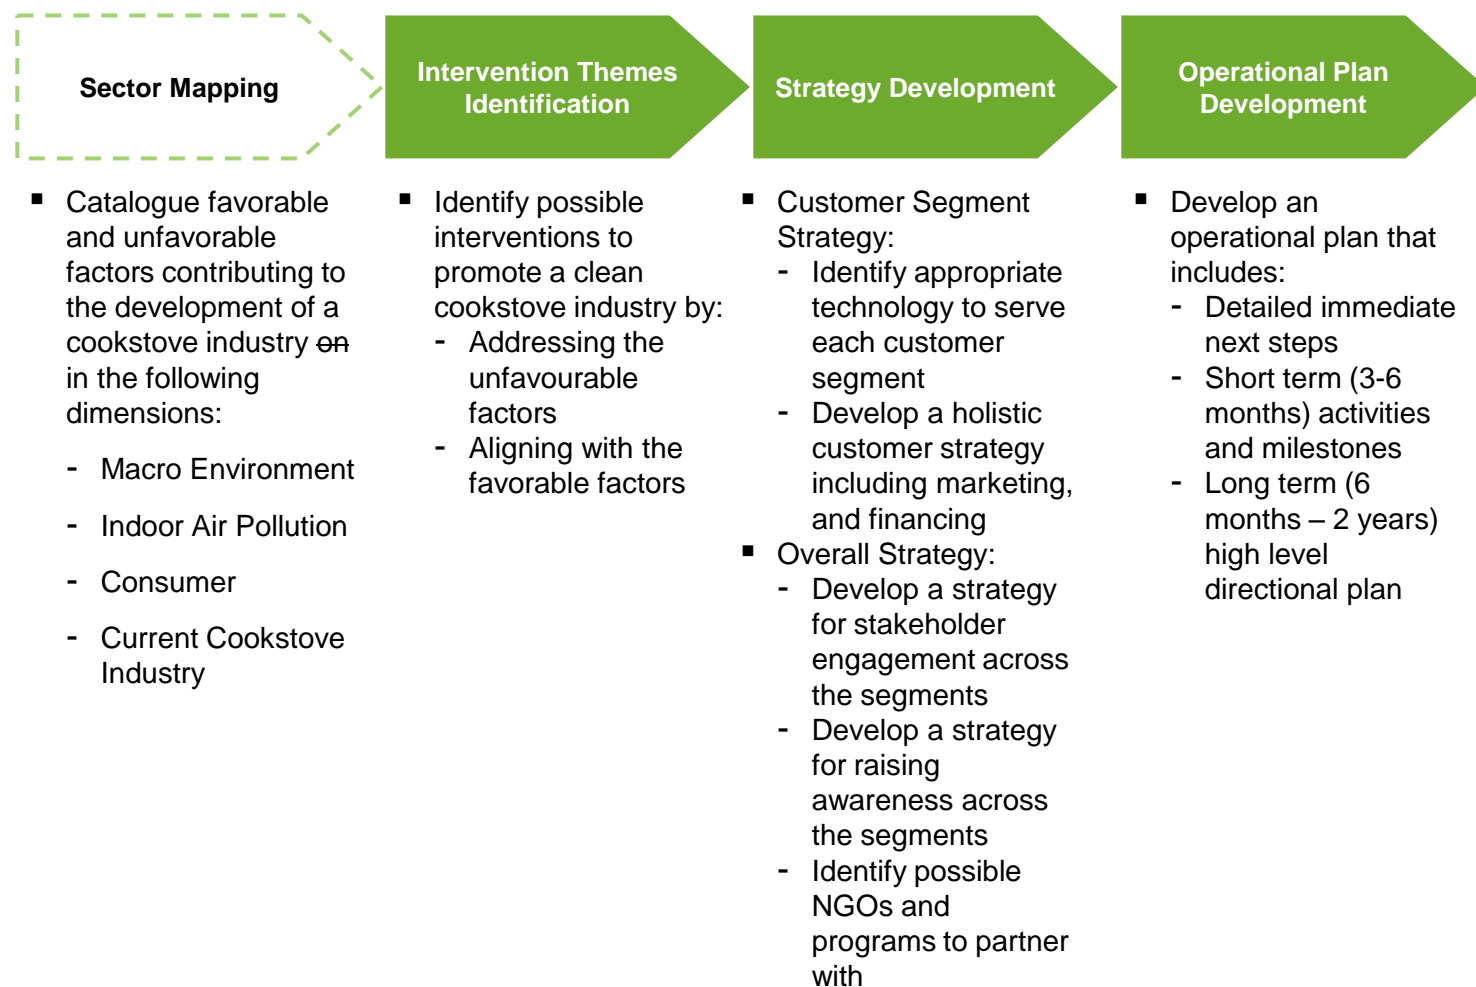 Sector Mapping
Intervention Themes
Identification
Strategy Development
Operational Plan
Development
▪ Catalogue favorable
and unfavorable
factors contributing to
the development of a
cookstove industry on
in the following
dimensions:
- Macro Environment
- Indoor Air Pollution
- Consumer
- Current Cookstove
Industry
▪ Identify possible
interventions to
promote a clean
cookstove industry by:
- Addressing the
unfavourable
factors
- Aligning with the
favorable factors
▪ Customer Segment
Strategy:
- Identify appropriate
technology to serve
each customer
segment
- Develop a holistic
customer strategy
including marketing,
and financing
▪ Overall Strategy:
- Develop a strategy
for stakeholder
engagement across
the segments
- Develop a strategy
for raising
awareness across
the segments
- Identify possible
NGOs and
programs to partner
with
▪ Develop an
operational plan that
includes:
- Detailed immediate
next steps
- Short term (3-6
months) activities
and milestones
- Long term (6
months – 2 years)
high level
directional plan